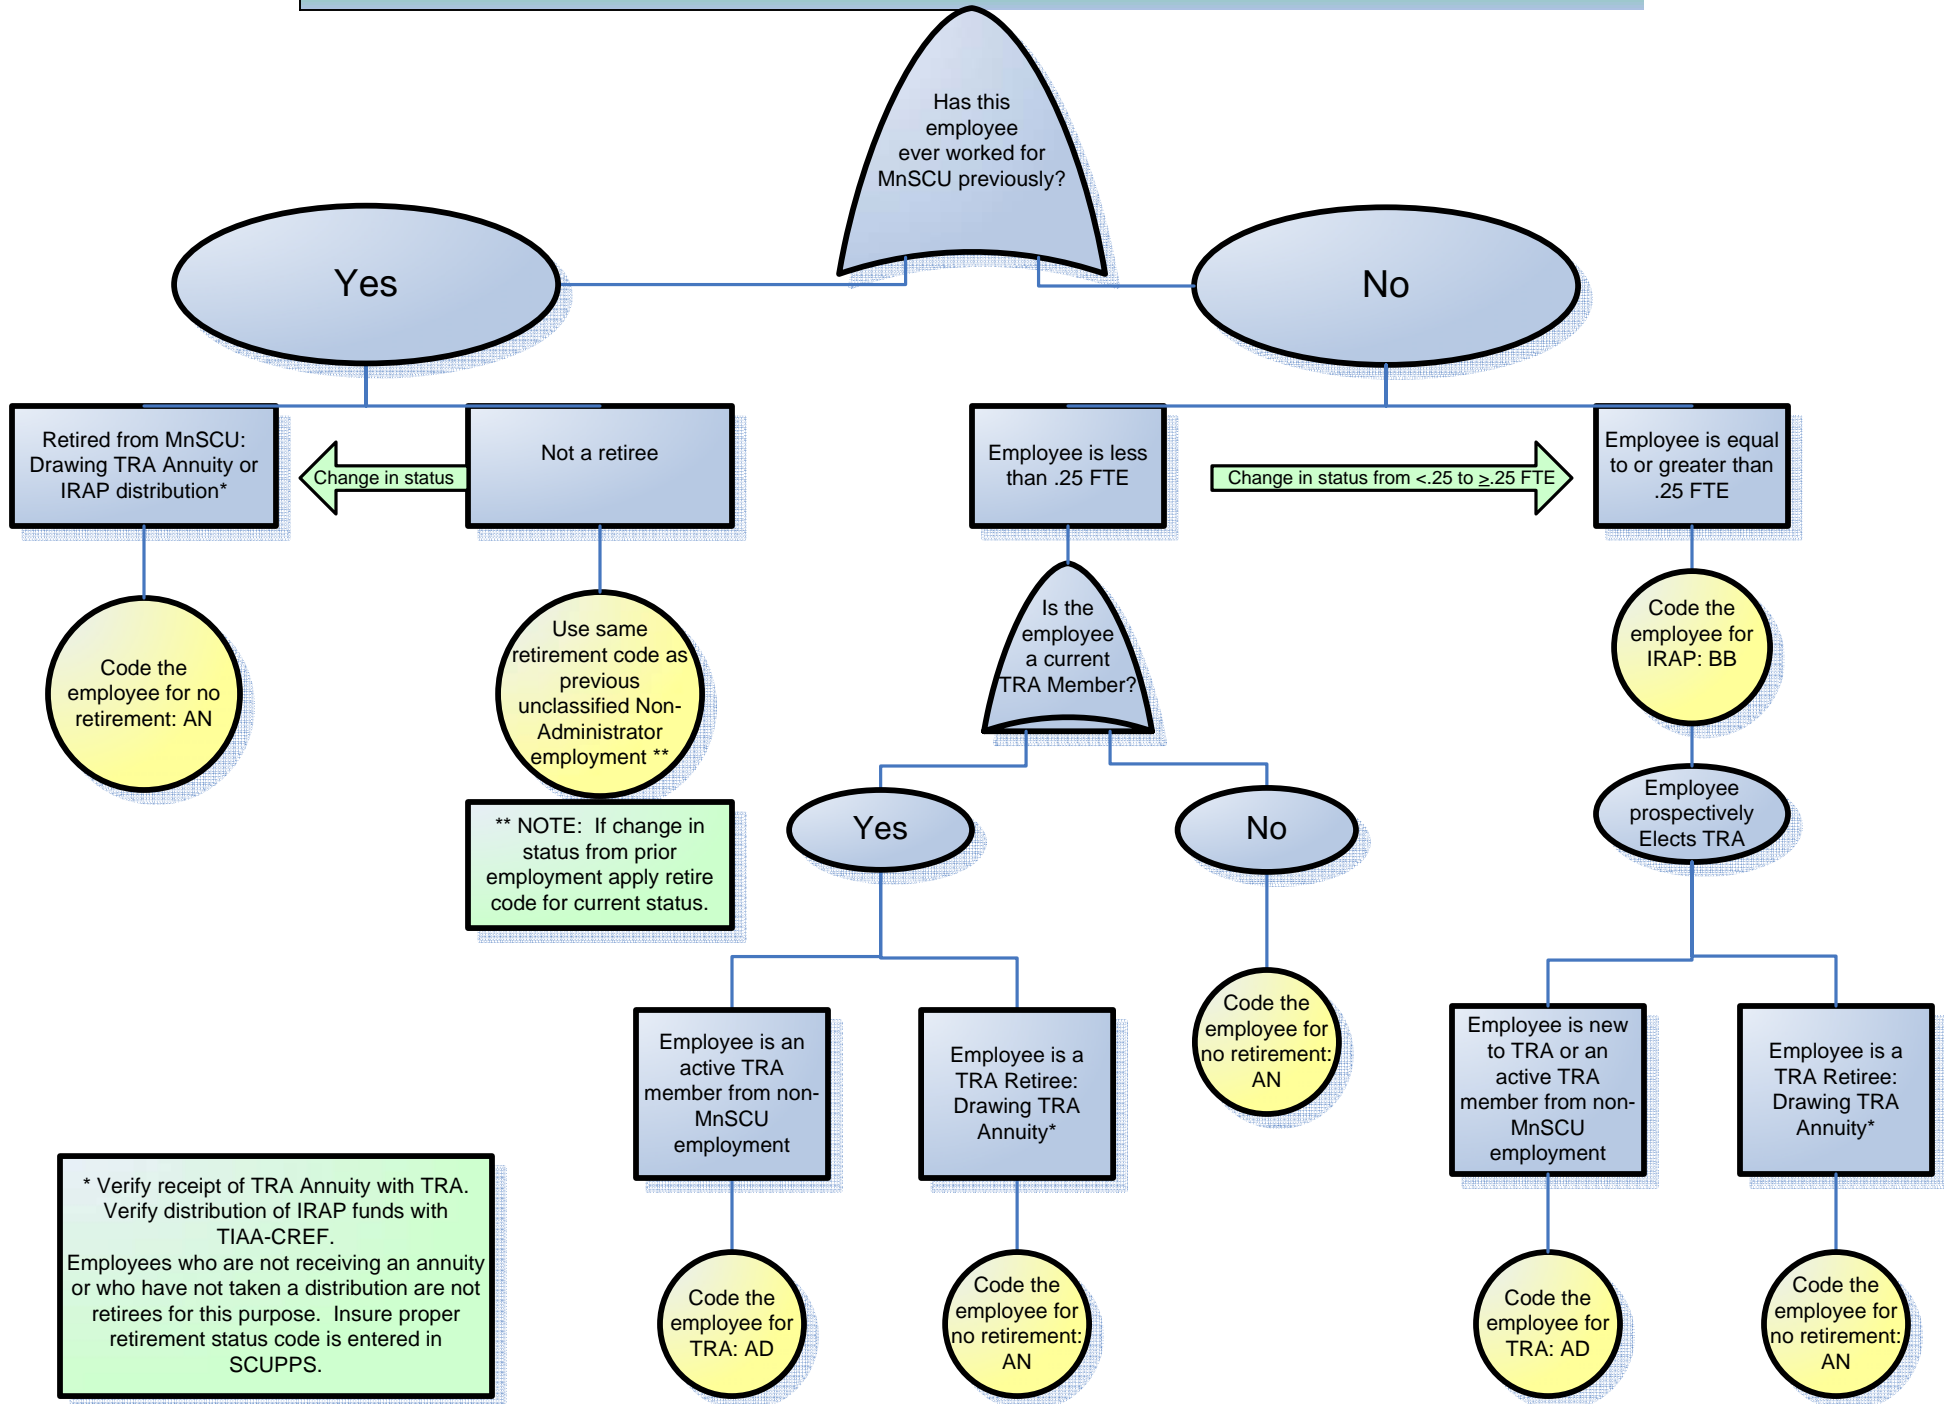 Has this
employee
ever worked for
MnSCU previously?
Yes
No
Retired from MnSCU:
Drawing TRA Annuity or
IRAP distribution*
Change in status
Not a retiree
Employee is less
than .25 FTE
Change in status from <.25 to ≥.25 FTE
Employee is equal
to or greater than
.25 FTE
Code the
employee for no
retirement: AN
Use same
retirement code as
previous
unclassified Non-
Administrator
employment **
Is the
employee
a current
TRA Member?
Code the
employee for
IRAP: BB
** NOTE:  If change in
status from prior
employment apply retire
code for current status.
Yes
No
Employee
prospectively
Elects TRA
Employee is an
active TRA
member from non-
MnSCU
employment
Employee is a
TRA Retiree:
Drawing TRA
Annuity*
Code the
employee for
no retirement:
AN
Employee is new
to TRA or an
active TRA
member from non-
MnSCU
employment
Employee is a
TRA Retiree:
Drawing TRA
Annuity*
* Verify receipt of TRA Annuity with TRA.
Verify distribution of IRAP funds with
TIAA-CREF.
Employees who are not receiving an annuity
or who have not taken a distribution are not
retirees for this purpose.  Insure proper
retirement status code is entered in
SCUPPS.
Code the
employee for
TRA: AD
Code the
employee for
no retirement:
AN
Code the
employee for
TRA: AD
Code the
employee for
no retirement:
AN